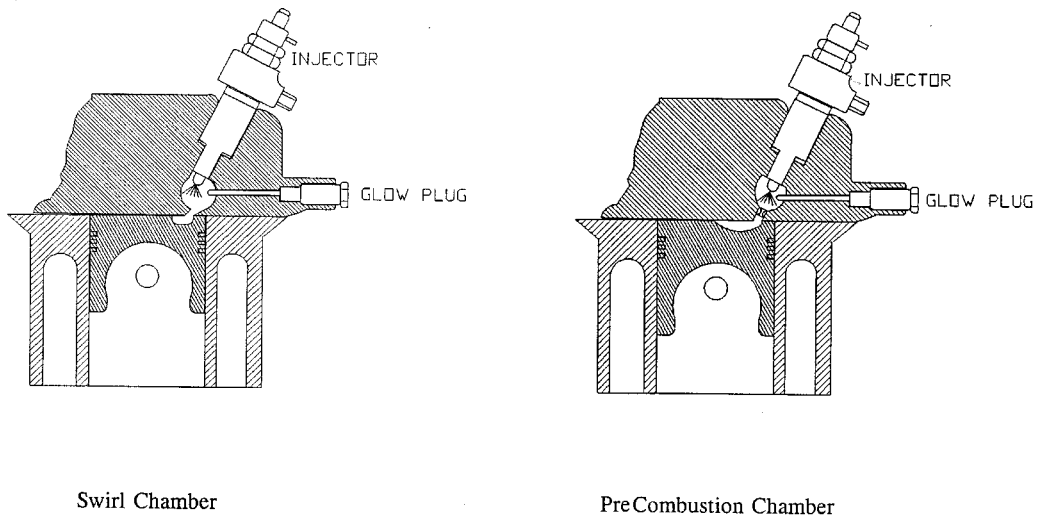 INJECTOR
GLOW PLUG
INJECTOR
GLOW PLUG
Swirl Chamber
PreCombustion Chamber